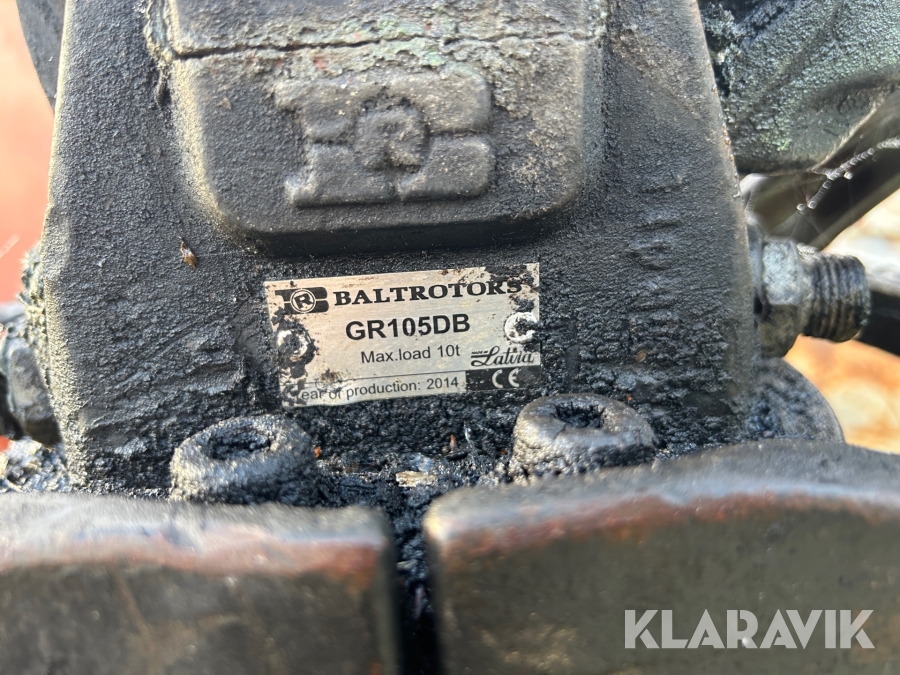 ® BALTROTORS
GR105DB
Max.load 10t
Latvia
ear of production: 2014 CE
KLARAVIK